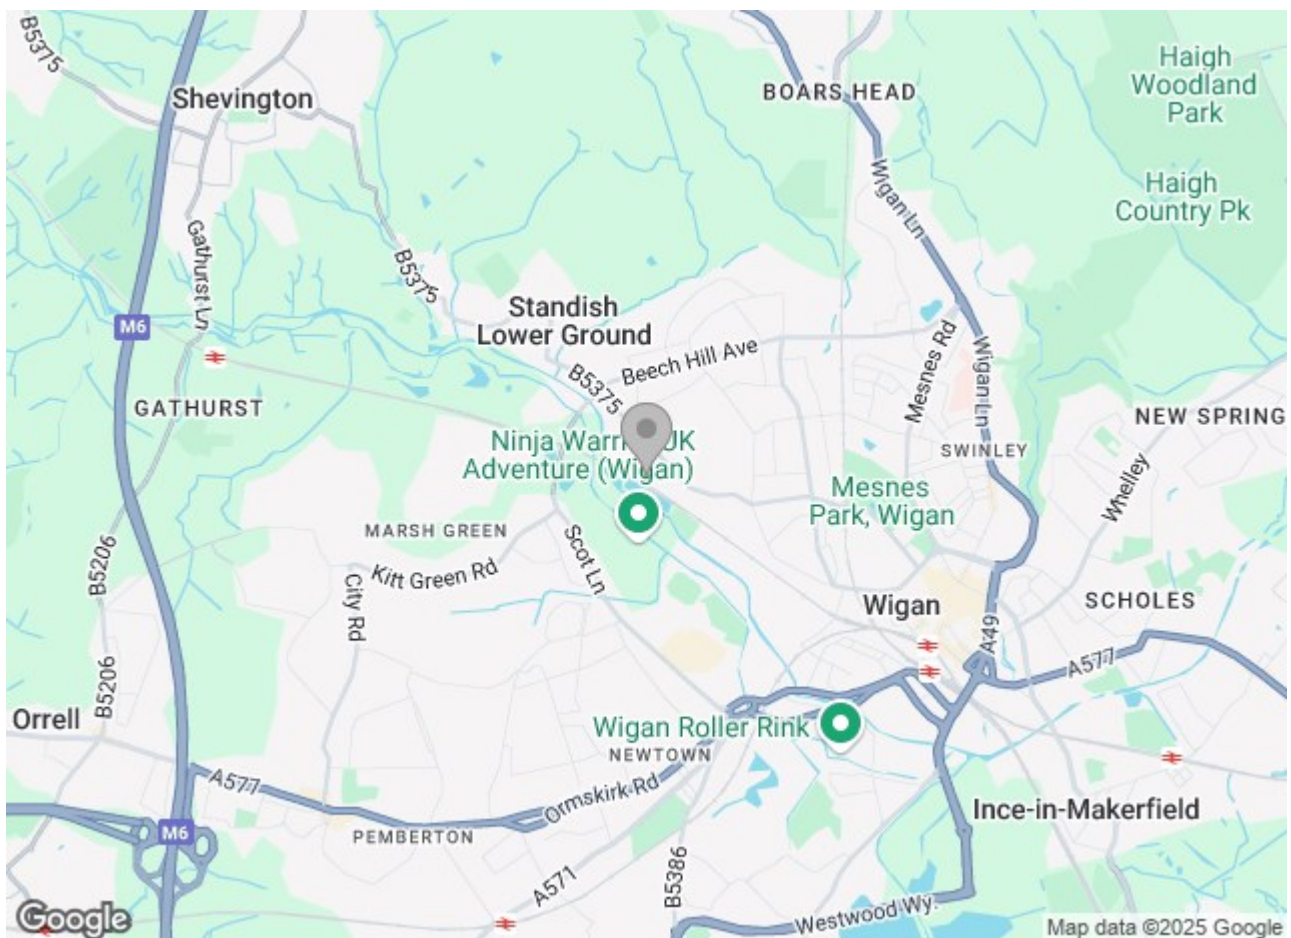 B5375
Shevington
BOARS HEAD
Haigh
Woodland
Park
Haigh
Country Pk
Wigan Ln
Gathurst Ln
B5375
Standish
Lower Ground
M6
Beech Hill Ave
Mesnes Rd
Wigan Ln
B5375
GATHURST
NEW SPRING
Ninja Warrior UK
Adventure (Wigan)
SWINLEY
Whelley
Mesnes
Park, Wigan
MARSH GREEN
Scot Ln
Kitt Green Rd
B5206
City Rd
Wigan
SCHOLES
A49
A577
B5206
Orrell
Wigan Roller Rink
NEWTOWN
A577
Ormskirk Rd
Ince-in-Makerfield
M6
PEMBERTON
B5386
A571
Westwood Wy.
Google
Map data ©2025 Google